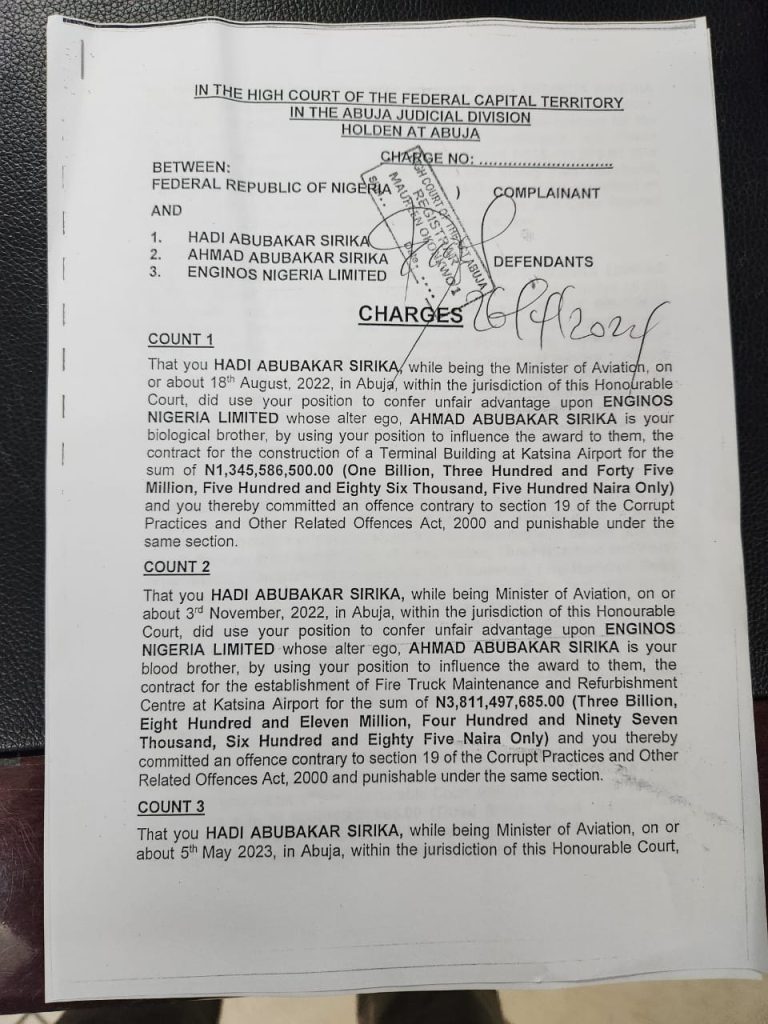 IN THE HIGH COURT OF THE FEDERAL CAPITAL TERRITORY
IN THE ABUJA JUDICIAL DIVISION
HOLDEN AT ABUJA
CHARGE NO: ................................
BETWEEN:
FEDERAL REPUBLIC OF NIGERIA ) COMPLAINANT
AND
1. HADI ABUBAKAR SIRIKA
2. AHMAD ABUBAKAR SIRIKA DEFENDANTS
3. ENGINOS NIGERIA LIMITED
HIGH COURT OF THE FCT ABUJA
REGISTRAR
MAUREEN
SIGN:....
Date:....
26/4/2024
CHARGES
COUNT 1
That you HADI ABUBAKAR SIRIKA, while being the Minister of Aviation, on
or about 18th August, 2022, in Abuja, within the jurisdiction of this Honourable
Court, did use your position to confer unfair advantage upon ENGINOS
NIGERIA LIMITED whose alter ego, AHMAD ABUBAKAR SIRIKA is your
biological brother, by using your position to influence the award to them, the
contract for the construction of a Terminal Building at Katsina Airport for the
sum of N1,345,586,500.00 (One Billion, Three Hundred and Forty Five
Million, Five Hundred and Eighty Six Thousand, Five Hundred Naira Only)
and you thereby committed an offence contrary to section 19 of the Corrupt
Practices and Other Related Offences Act, 2000 and punishable under the
same section.
COUNT 2
That you HADI ABUBAKAR SIRIKA, while being Minister of Aviation, on or
about 3rd November, 2022, in Abuja, within the jurisdiction of this Honourable
Court, did use your position to confer unfair advantage upon ENGINOS
NIGERIA LIMITED whose alter ego, AHMAD ABUBAKAR SIRIKA is your
blood brother, by using your position to influence the award to them, the
contract for the establishment of Fire Truck Maintenance and Refurbishment
Centre at Katsina Airport for the sum of N3,811,497,685.00 (Three Billion,
Eight Hundred and Eleven Million, Four Hundred and Ninety Seven
Thousand, Six Hundred and Eighty Five Naira Only) and you thereby
committed an offence contrary to section 19 of the Corrupt Practices and Other
Related Offences Act, 2000 and punishable under the same section.
COUNT 3
That you HADI ABUBAKAR SIRIKA, while being Minister of Aviation, on or
about 5th May 2023, in Abuja, within the jurisdiction of this Honourable Court,